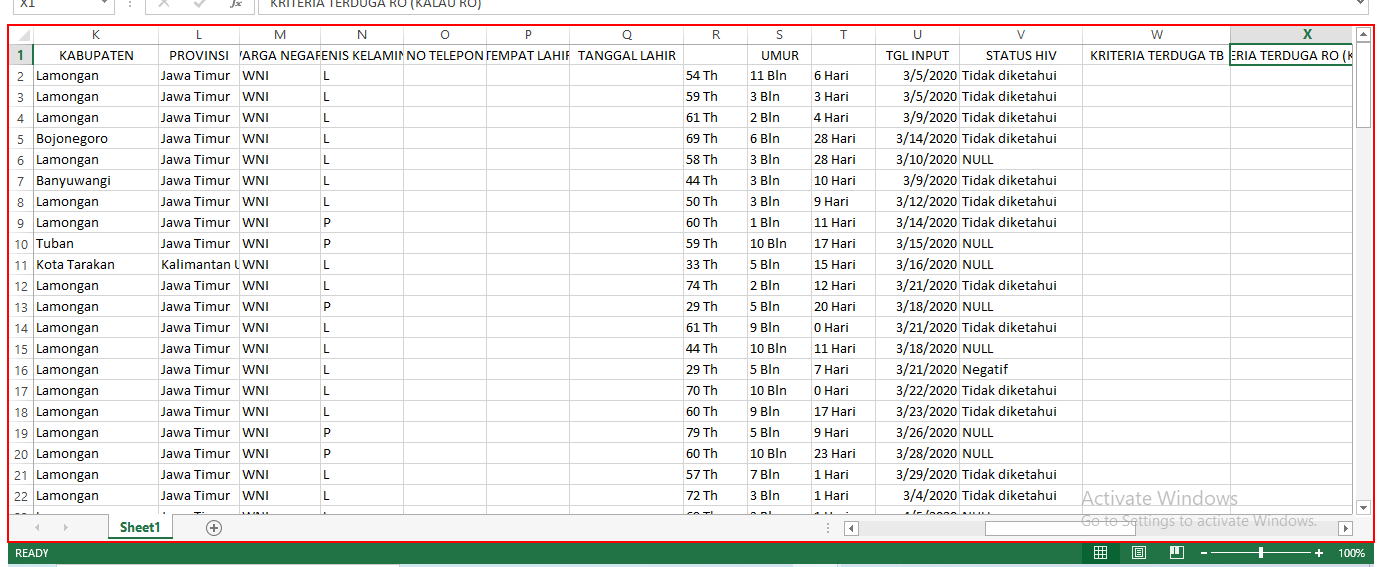 X1 fx KRITERIA TERDUGA RO (KALAU RO)
K L M N O P Q R S T U V W X
1 KABUPATEN PROVINSI VARGA NEGAF ENIS KELAMIN NO TELEPON TEMPAT LAHIF TANGGAL LAHIR UMUR TGL INPUT STATUS HIV KRITERIA TERDUGA TB ERIA TERDUGA RO (K
2 Lamongan Jawa Timur WNI L 54 Th 11 Bln 6 Hari 3/5/2020 Tidak diketahui
3 Lamongan Jawa Timur WNI L 59 Th 3 Bln 3 Hari 3/5/2020 Tidak diketahui
4 Lamongan Jawa Timur WNI L 61 Th 2 Bln 4 Hari 3/9/2020 Tidak diketahui
5 Bojonegoro Jawa Timur WNI L 69 Th 6 Bln 28 Hari 3/14/2020 Tidak diketahui
6 Lamongan Jawa Timur WNI L 58 Th 3 Bln 28 Hari 3/10/2020 NULL
7 Banyuwangi Jawa Timur WNI L 44 Th 3 Bln 10 Hari 3/9/2020 Tidak diketahui
8 Lamongan Jawa Timur WNI L 50 Th 3 Bln 9 Hari 3/12/2020 Tidak diketahui
9 Lamongan Jawa Timur WNI P 60 Th 1 Bln 11 Hari 3/14/2020 Tidak diketahui
10 Tuban Jawa Timur WNI P 59 Th 10 Bln 17 Hari 3/15/2020 NULL
11 Kota Tarakan Kalimantan U WNI L 33 Th 5 Bln 15 Hari 3/16/2020 NULL
12 Lamongan Jawa Timur WNI L 74 Th 2 Bln 12 Hari 3/21/2020 Tidak diketahui
13 Lamongan Jawa Timur WNI P 29 Th 5 Bln 20 Hari 3/18/2020 NULL
14 Lamongan Jawa Timur WNI L 61 Th 9 Bln 0 Hari 3/21/2020 Tidak diketahui
15 Lamongan Jawa Timur WNI L 44 Th 10 Bln 11 Hari 3/18/2020 NULL
16 Lamongan Jawa Timur WNI L 29 Th 5 Bln 7 Hari 3/21/2020 Negatif
17 Lamongan Jawa Timur WNI L 70 Th 10 Bln 0 Hari 3/22/2020 Tidak diketahui
18 Lamongan Jawa Timur WNI L 60 Th 9 Bln 17 Hari 3/23/2020 Tidak diketahui
19 Lamongan Jawa Timur WNI P 79 Th 5 Bln 9 Hari 3/26/2020 NULL
20 Lamongan Jawa Timur WNI P 60 Th 10 Bln 23 Hari 3/28/2020 NULL
21 Lamongan Jawa Timur WNI L 57 Th 7 Bln 1 Hari 3/29/2020 Tidak diketahui
22 Lamongan Jawa Timur WNI L 72 Th 3 Bln 1 Hari 3/4/2020 Tidak diketahui
Activate Windows
Go to Settings to activate Windows.
Sheet1
READY 100%